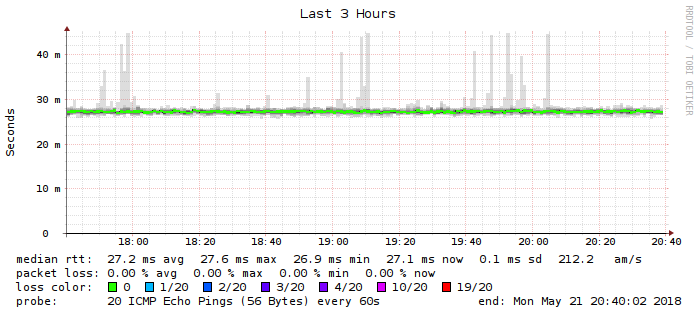 Last 3 Hours
RRDTOOL / TOBI OETIKER
Seconds
40 m
30 m
20 m
10 m
0
18:00 18:20 18:40 19:00 19:20 19:40 20:00 20:20 20:40
median rtt: 27.2 ms avg 27.6 ms max 26.9 ms min 27.1 ms now 0.1 ms sd 212.2 am/s
packet loss: 0.00 % avg 0.00 % max 0.00 % min 0.00 % now
loss color: 0 1/20 2/20 3/20 4/20 10/20 19/20
probe: 20 ICMP Echo Pings (56 Bytes) every 60s end: Mon May 21 20:40:02 2018